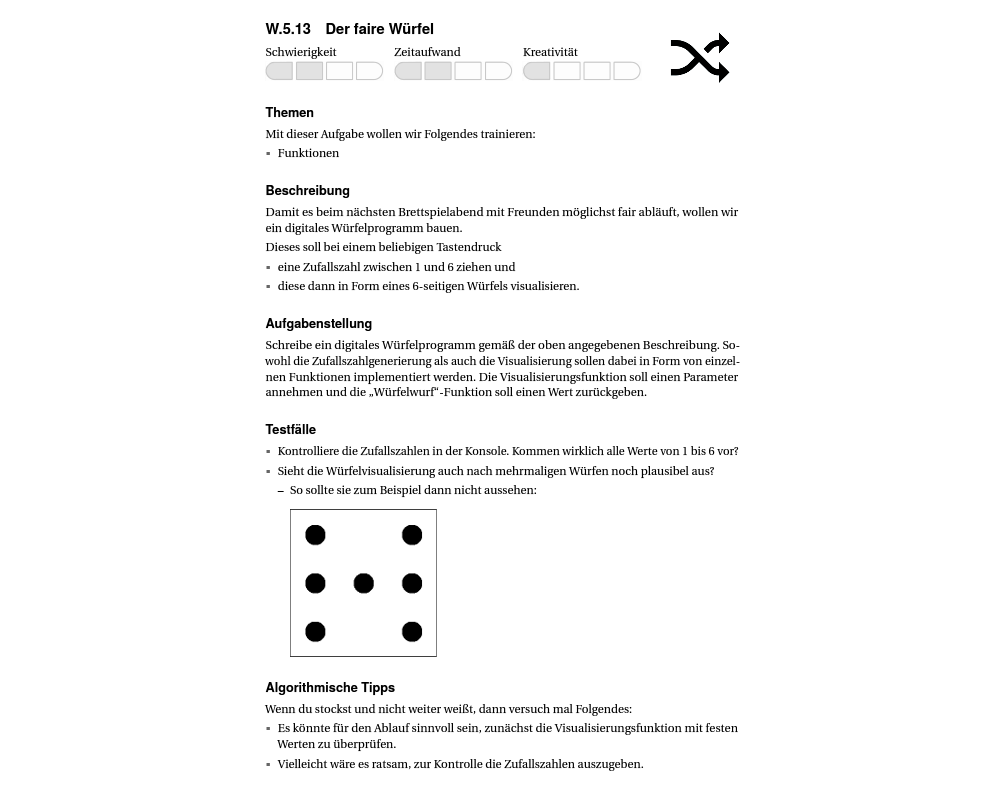 W.5.13 Der faire Würfel
Schwierigkeit Zeitaufwand Kreativität
Themen
Mit dieser Aufgabe wollen wir Folgendes trainieren:
▪ Funktionen
Beschreibung
Damit es beim nächsten Brettspielabend mit Freunden möglichst fair abläuft, wollen wir
ein digitales Würfelprogramm bauen.
Dieses soll bei einem beliebigen Tastendruck
▪ eine Zufallszahl zwischen 1 und 6 ziehen und
▪ diese dann in Form eines 6-seitigen Würfels visualisieren.
Aufgabenstellung
Schreibe ein digitales Würfelprogramm gemäß der oben angegebenen Beschreibung. So-
wohl die Zufallszahlgenerierung als auch die Visualisierung sollen dabei in Form von einzel-
nen Funktionen implementiert werden. Die Visualisierungsfunktion soll einen Parameter
annehmen und die „Würfelwurf“-Funktion soll einen Wert zurückgeben.
Testfälle
▪ Kontrolliere die Zufallszahlen in der Konsole. Kommen wirklich alle Werte von 1 bis 6 vor?
▪ Sieht die Würfelvisualisierung auch nach mehrmaligen Würfen noch plausibel aus?
– So sollte sie zum Beispiel dann nicht aussehen:
Algorithmische Tipps
Wenn du stockst und nicht weiter weißt, dann versuch mal Folgendes:
▪ Es könnte für den Ablauf sinnvoll sein, zunächst die Visualisierungsfunktion mit festen
Werten zu überprüfen.
▪ Vielleicht wäre es ratsam, zur Kontrolle die Zufallszahlen auszugeben.